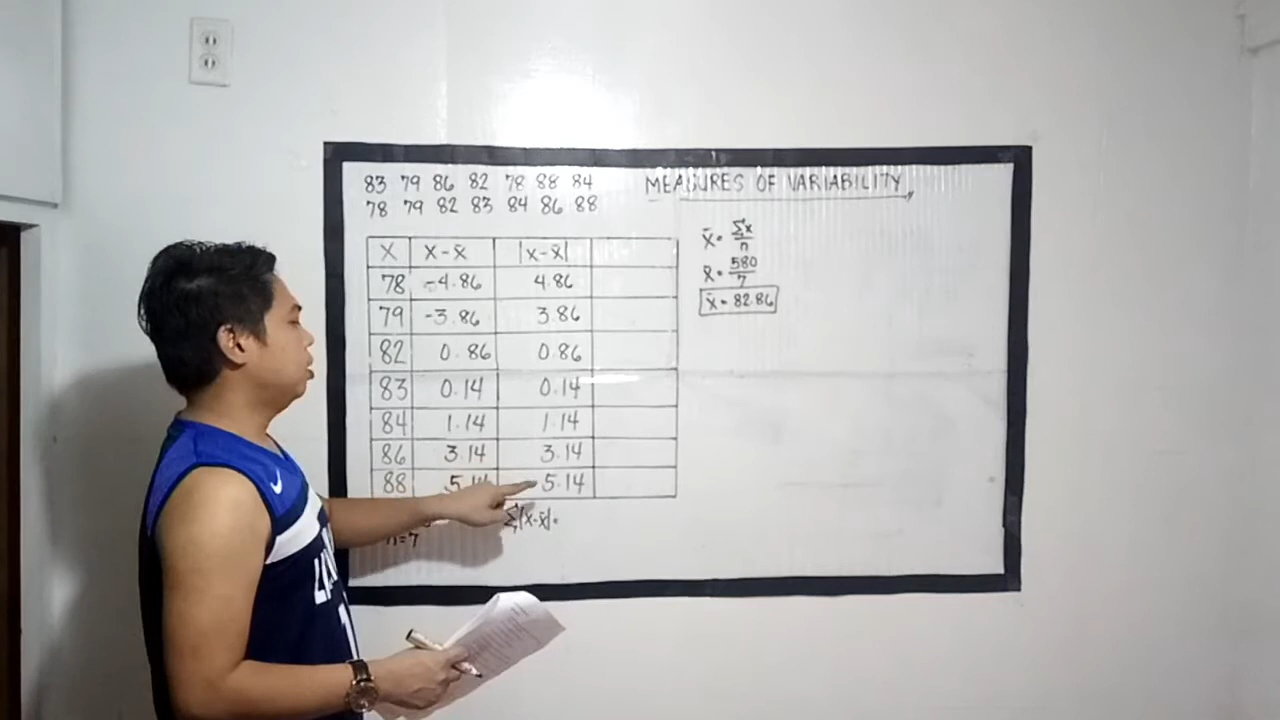 83 79 86 82 78 88 84
78 79 82 83 84 86 88
MEASURES OF VARIABILITY
X X-x̄ |X-x̄|
78 -4.86 4.86
79 -3.86 3.86
82 0.86 0.86
83 0.14 0.14
84 1.14 1.14
86 3.14 3.14
88 5.14 5.14
n=7
Σ|X-x̄|=
x̄ = Σx/n
x̄ = 580/7
x̄ = 82.86